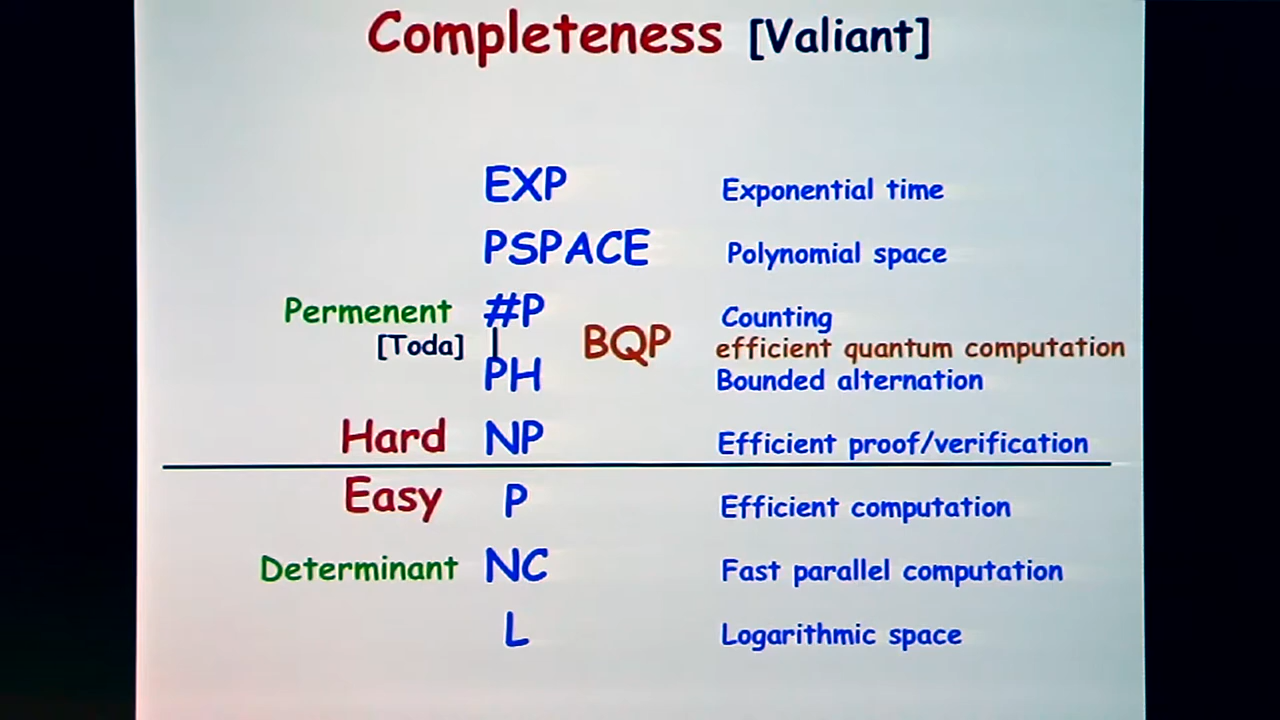 Completeness [Valiant]
EXP Exponential time
PSPACE Polynomial space
Permenent #P Counting
[Toda] BQP efficient quantum computation
PH Bounded alternation
Hard NP Efficient proof/verification
Easy P Efficient computation
Determinant NC Fast parallel computation
L Logarithmic space